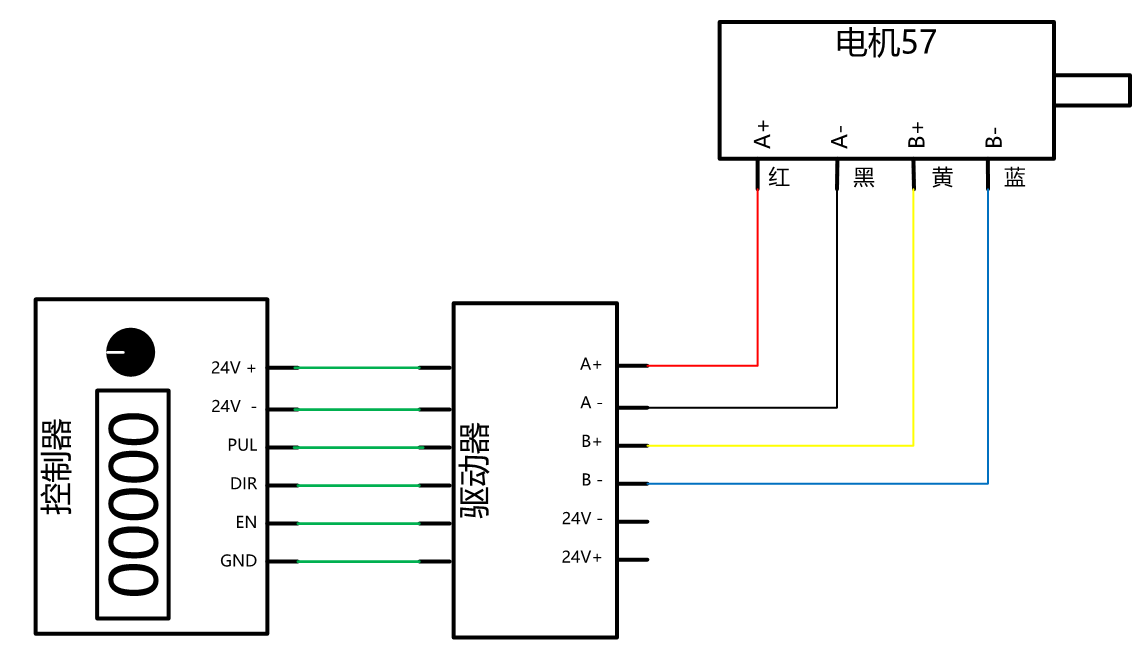 电机57
A+
A-
B+
B-
红
黑
黄
蓝
控制器
00000
24V +
24V -
PUL
DIR
EN
GND
驱动器
A+
A -
B+
B -
24V -
24V+